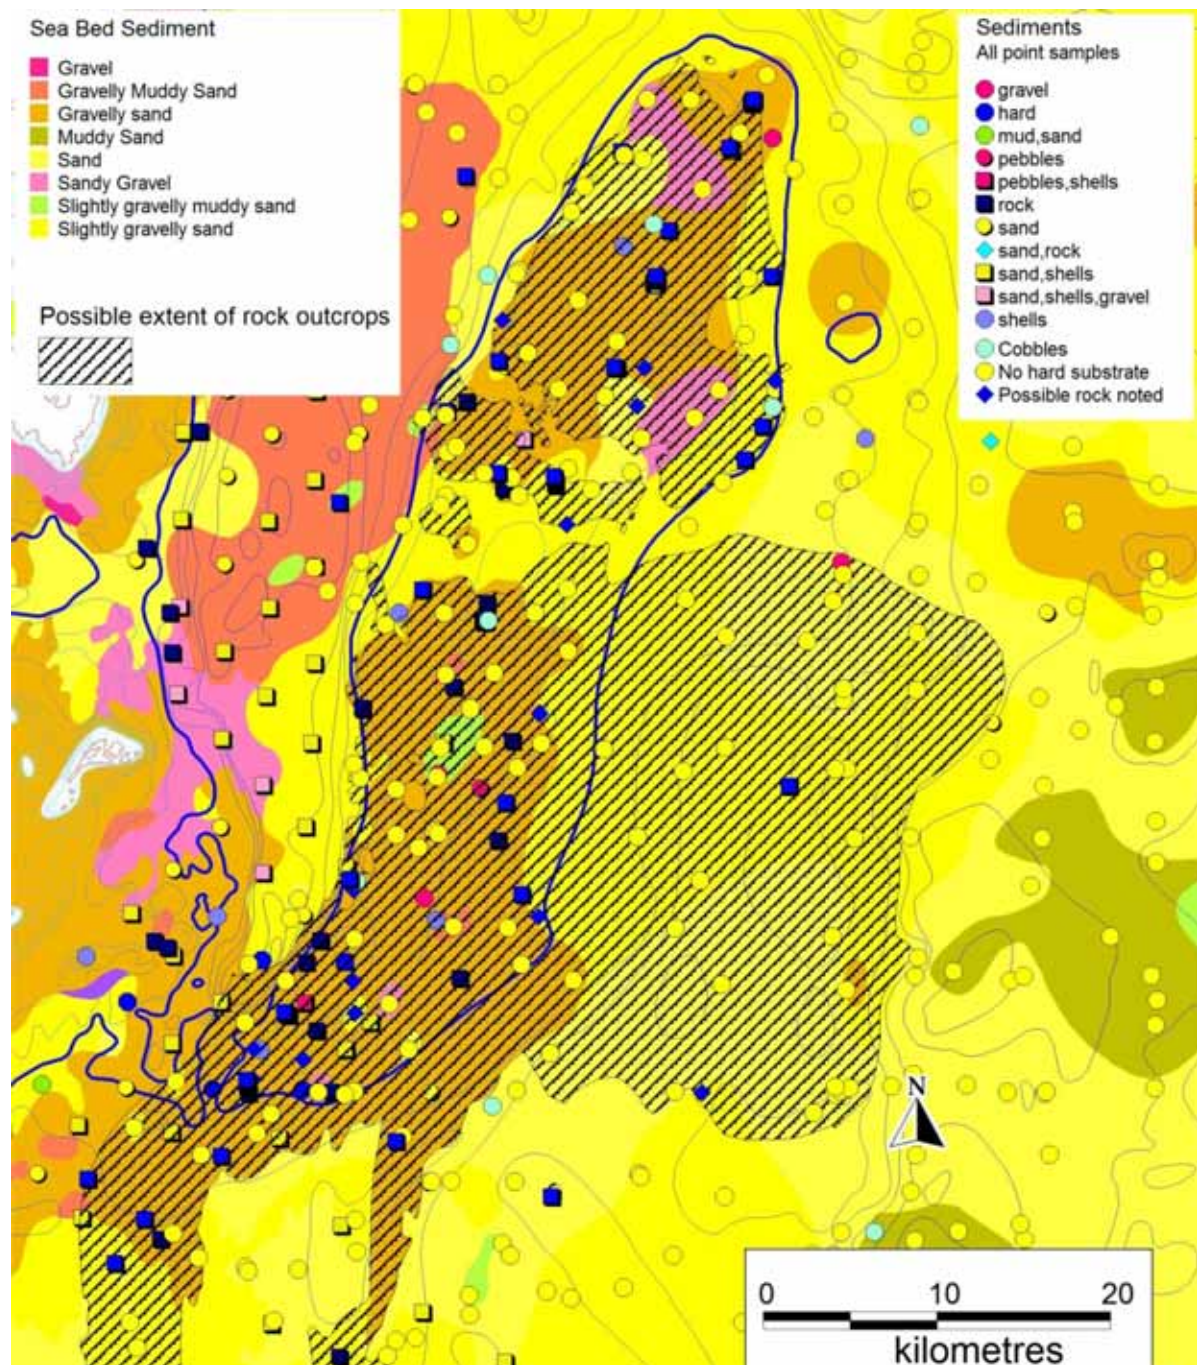 Sea Bed Sediment
Gravel
Gravelly Muddy Sand
Gravelly sand
Muddy Sand
Sand
Sandy Gravel
Slightly gravelly muddy sand
Slightly gravelly sand
Possible extent of rock outcrops
Sediments
All point samples
gravel
hard
mud,sand
pebbles
pebbles,shells
rock
sand
sand,rock
sand,shells
sand,shells,gravel
shells
Cobbles
No hard substrate
Possible rock noted
N
0 10 20
kilometres